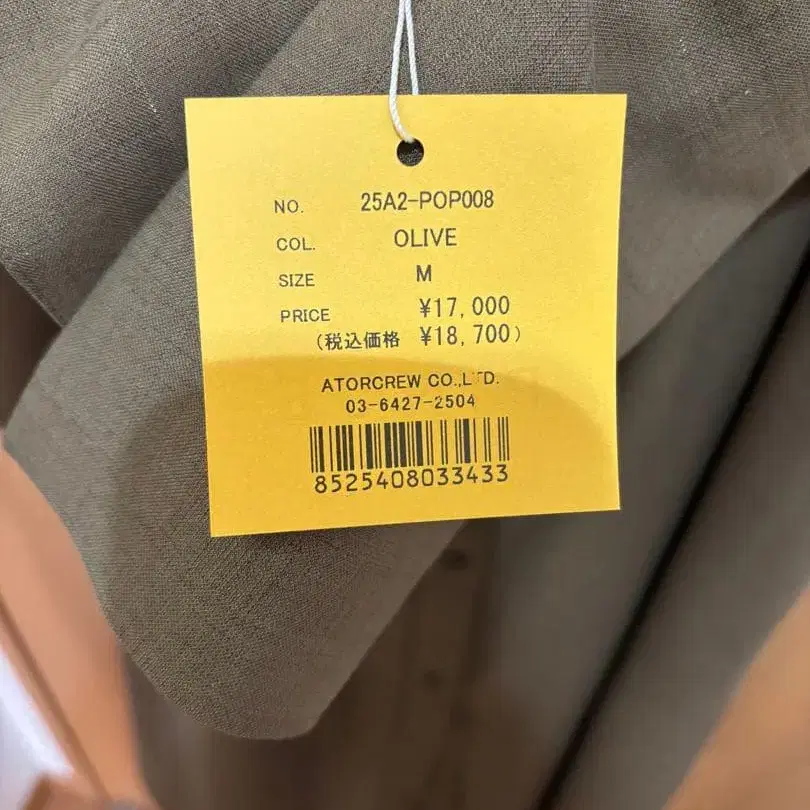 NO. 25A2-POP008
COL. OLIVE
SIZE M
PRICE ¥17,000
(税込価格 ¥18,700)
ATORCREW CO.,LTD.
03-6427-2504
8525408033433